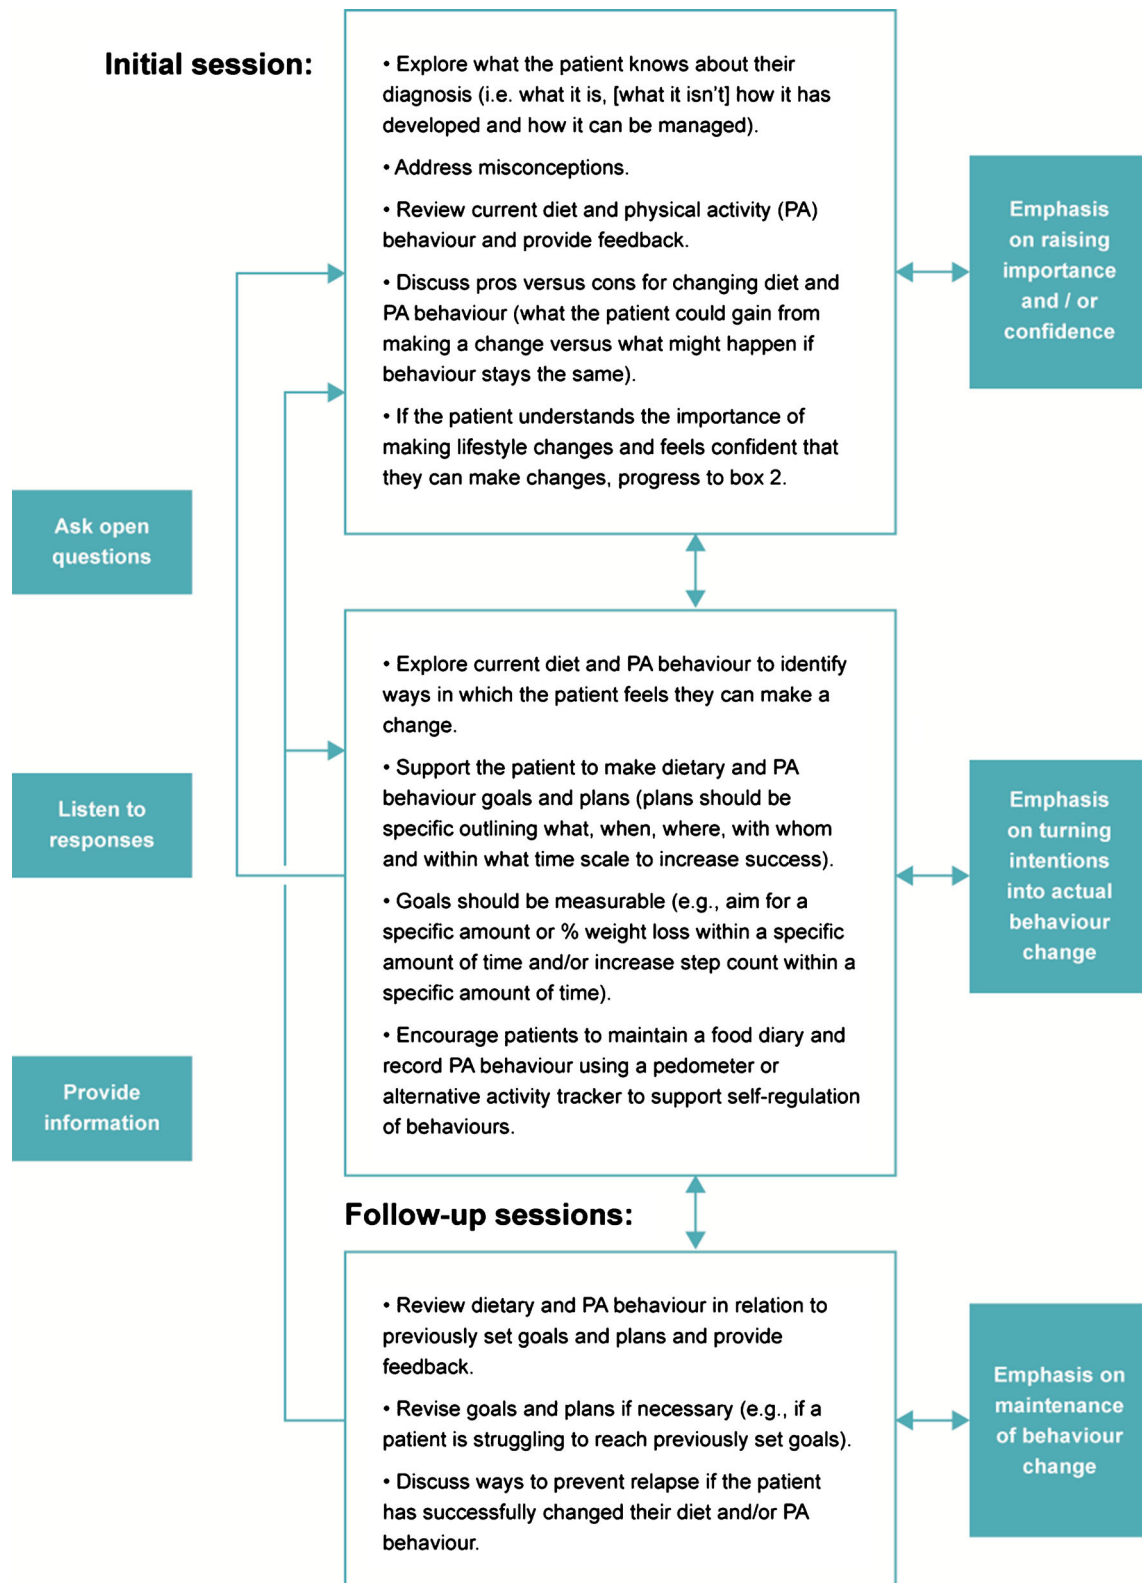 Initial session:
• Explore what the patient knows about their
diagnosis (i.e. what it is, [what it isn't] how it has
developed and how it can be managed).
• Address misconceptions.
• Review current diet and physical activity (PA)
behaviour and provide feedback.
• Discuss pros versus cons for changing diet and
PA behaviour (what the patient could gain from
making a change versus what might happen if
behaviour stays the same).
• If the patient understands the importance of
making lifestyle changes and feels confident that
they can make changes, progress to box 2.
Emphasis
on raising
importance
and / or
confidence
Ask open
questions
Listen to
responses
Provide
information
• Explore current diet and PA behaviour to identify
ways in which the patient feels they can make a
change.
• Support the patient to make dietary and PA
behaviour goals and plans (plans should be
specific outlining what, when, where, with whom
and within what time scale to increase success).
• Goals should be measurable (e.g., aim for a
specific amount or % weight loss within a specific
amount of time and/or increase step count within a
specific amount of time).
• Encourage patients to maintain a food diary and
record PA behaviour using a pedometer or
alternative activity tracker to support self-regulation
of behaviours.
Emphasis
on turning
intentions
into actual
behaviour
change
Follow-up sessions:
• Review dietary and PA behaviour in relation to
previously set goals and plans and provide
feedback.
• Revise goals and plans if necessary (e.g., if a
patient is struggling to reach previously set goals).
• Discuss ways to prevent relapse if the patient
has successfully changed their diet and/or PA
behaviour.
Emphasis on
maintenance
of behaviour
change